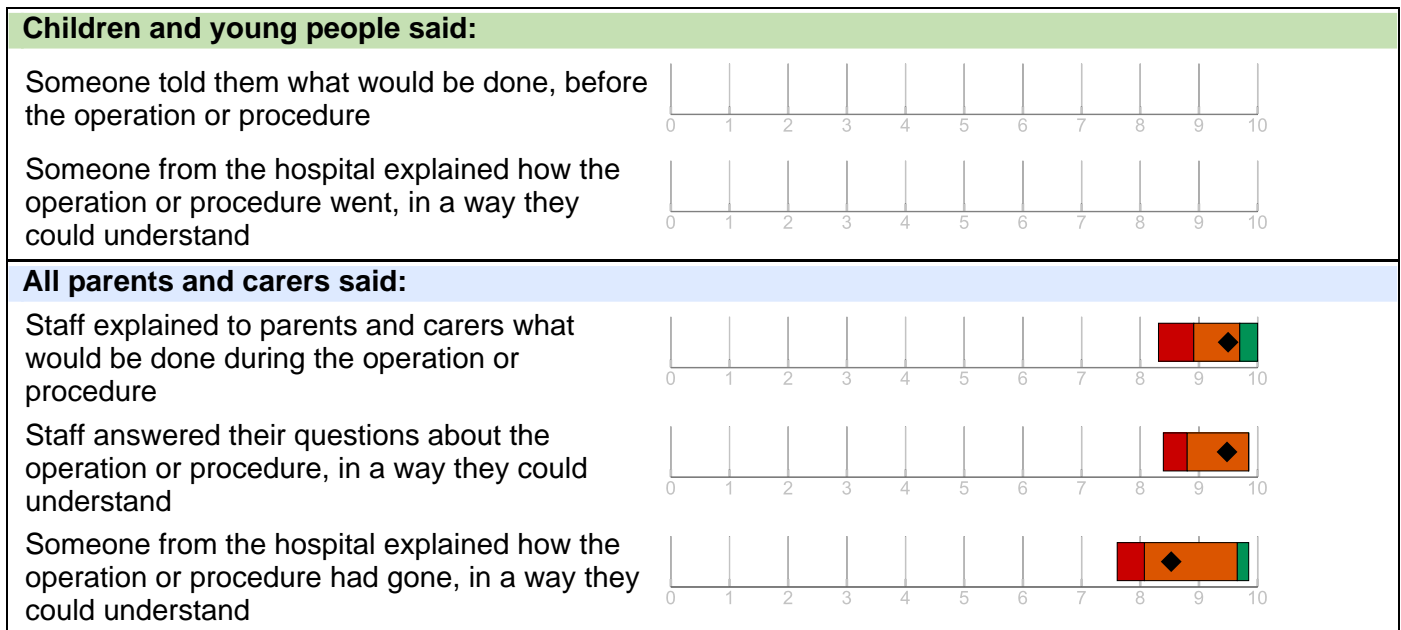 Children and young people said:
Someone told them what would be done, before
the operation or procedure
0 1 2 3 4 5 6 7 8 9 10
Someone from the hospital explained how the
operation or procedure went, in a way they
could understand
0 1 2 3 4 5 6 7 8 9 10
All parents and carers said:
Staff explained to parents and carers what
would be done during the operation or
procedure
0 1 2 3 4 5 6 7 8 9 10
Staff answered their questions about the
operation or procedure, in a way they could
understand
0 1 2 3 4 5 6 7 8 9 10
Someone from the hospital explained how the
operation or procedure had gone, in a way they
could understand
0 1 2 3 4 5 6 7 8 9 10